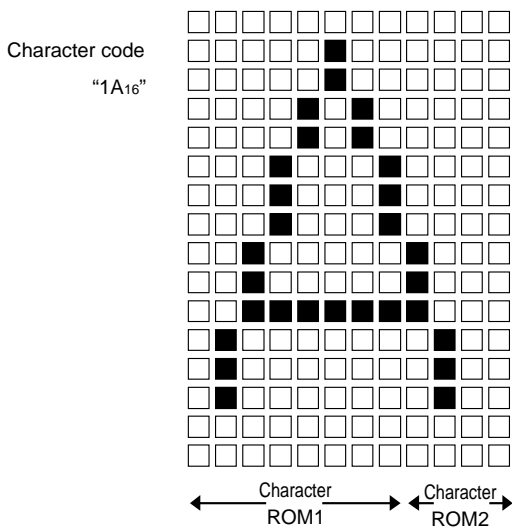 Character code
“1A16”
Character
ROM1
Character
ROM2